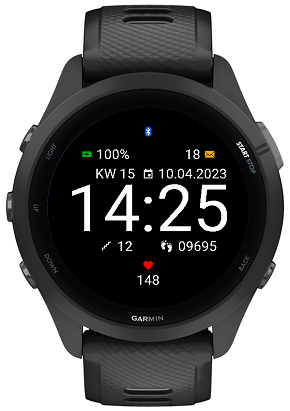 100% 18
KW 15 10.04.2023
14:25
12 09695
148
LIGHT
UP
DOWN
START STOP
BACK
GARMIN